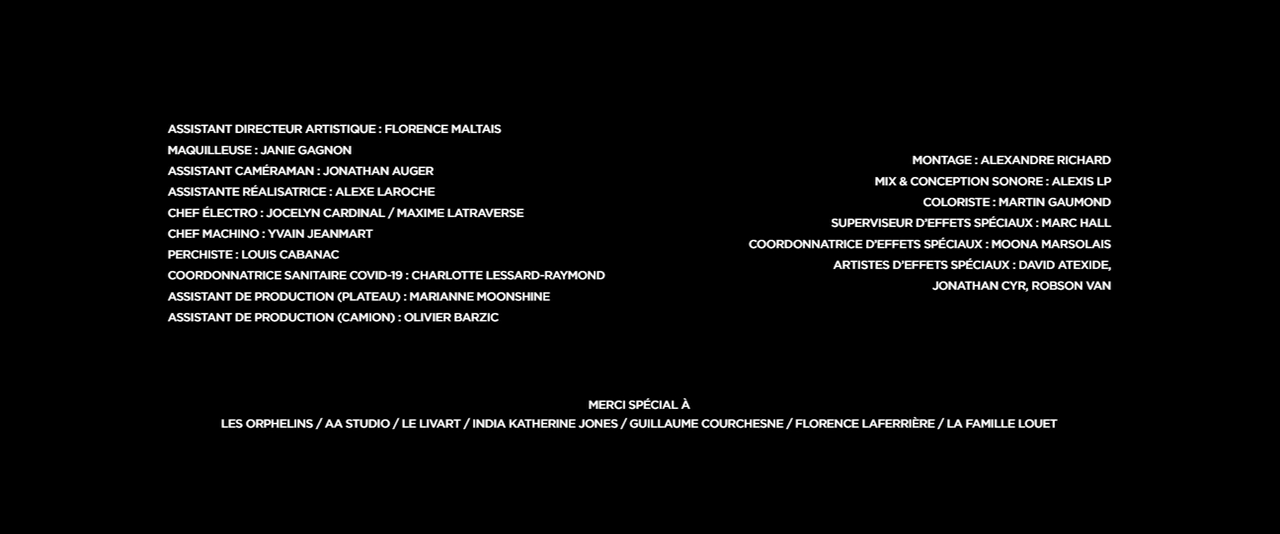 ASSISTANT DIRECTEUR ARTISTIQUE : FLORENCE MALTAIS
MAQUILLEUSE : JANIE GAGNON
ASSISTANT CAMÉRAMAN : JONATHAN AUGER
ASSISTANTE RÉALISATRICE : ALEXE LAROCHE
CHEF ÉLECTRO : JOCELYN CARDINAL / MAXIME LATRAVERSE
CHEF MACHINO : YVAIN JEANMART
PERCHISTE : LOUIS CABANAC
COORDONNATRICE SANITAIRE COVID-19 : CHARLOTTE LESSARD-RAYMOND
ASSISTANT DE PRODUCTION (PLATEAU) : MARIANNE MOONSHINE
ASSISTANT DE PRODUCTION (CAMION) : OLIVIER BARZIC
MONTAGE : ALEXANDRE RICHARD
MIX & CONCEPTION SONORE : ALEXIS LP
COLORISTE : MARTIN GAUMOND
SUPERVISEUR D'EFFETS SPÉCIAUX : MARC HALL
COORDONNATRICE D'EFFETS SPÉCIAUX : MOONA MARSOLAIS
ARTISTES D'EFFETS SPÉCIAUX : DAVID ATEXIDE,
JONATHAN CYR, ROBSON VAN
MERCI SPÉCIAL À
LES ORPHELINS / AA STUDIO / LE LIVART / INDIA KATHERINE JONES / GUILLAUME COURCHESNE / FLORENCE LAFERRIÈRE / LA FAMILLE LOUET